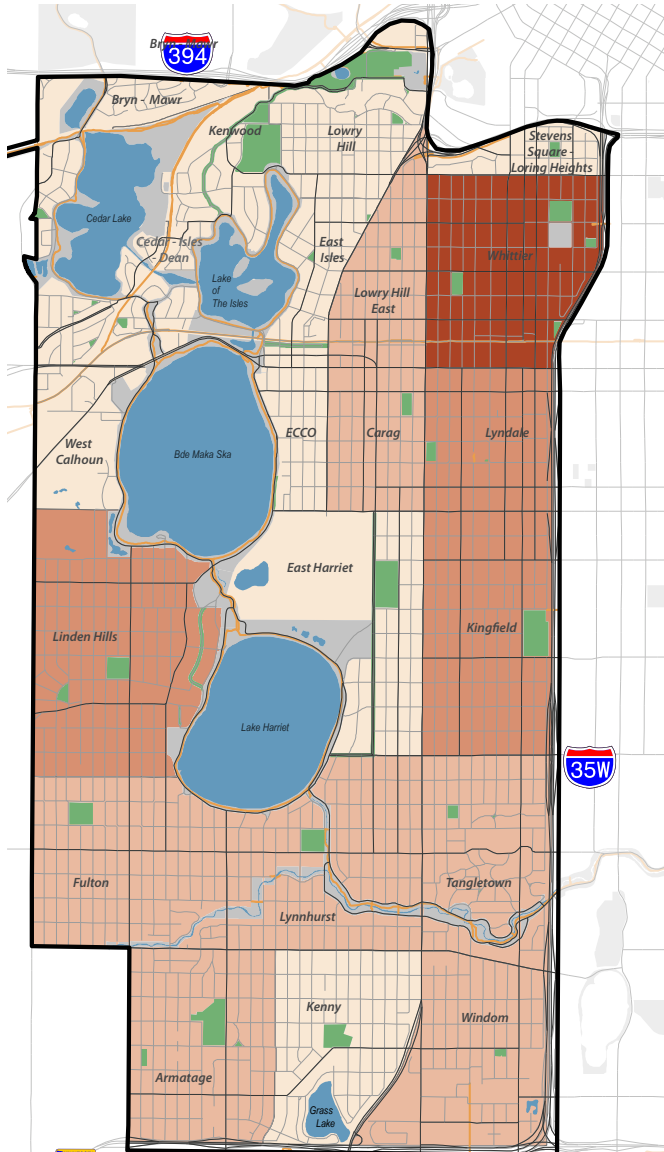 Bryn - Mawr
394
Bryn - Mawr
Kenwood
Lowry
Hill
Stevens
Square -
Loring Heights
Cedar Lake
Cedar - Isles
- Dean
East
Isles
Whittier
Lake
of
The Isles
Lowry Hill
East
West
Calhoun
Bde Maka Ska
ECCO
Carag
Lyndale
East Harriet
Linden Hills
Kingfield
Lake Harriet
35W
Fulton
Tangletown
Lynnhurst
Kenny
Windom
Armatage
Grass
Lake